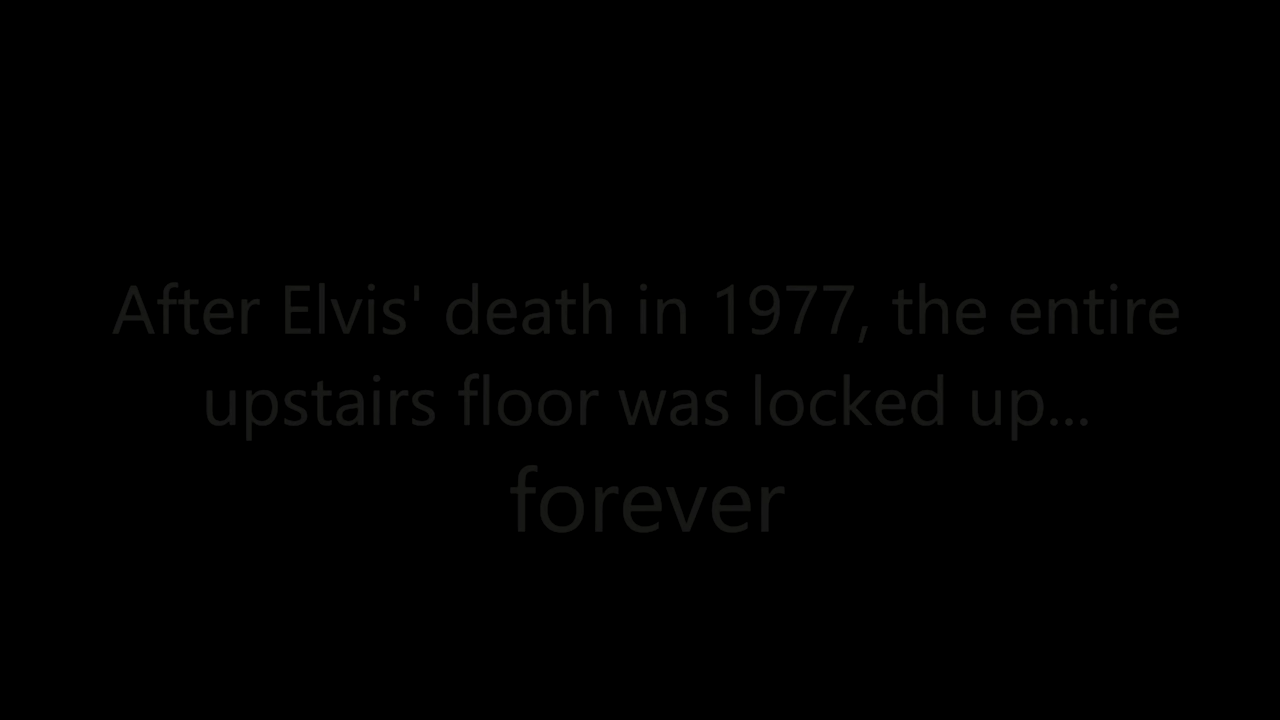 After Elvis' death in 1977, the entire
upstairs floor was locked up...
forever